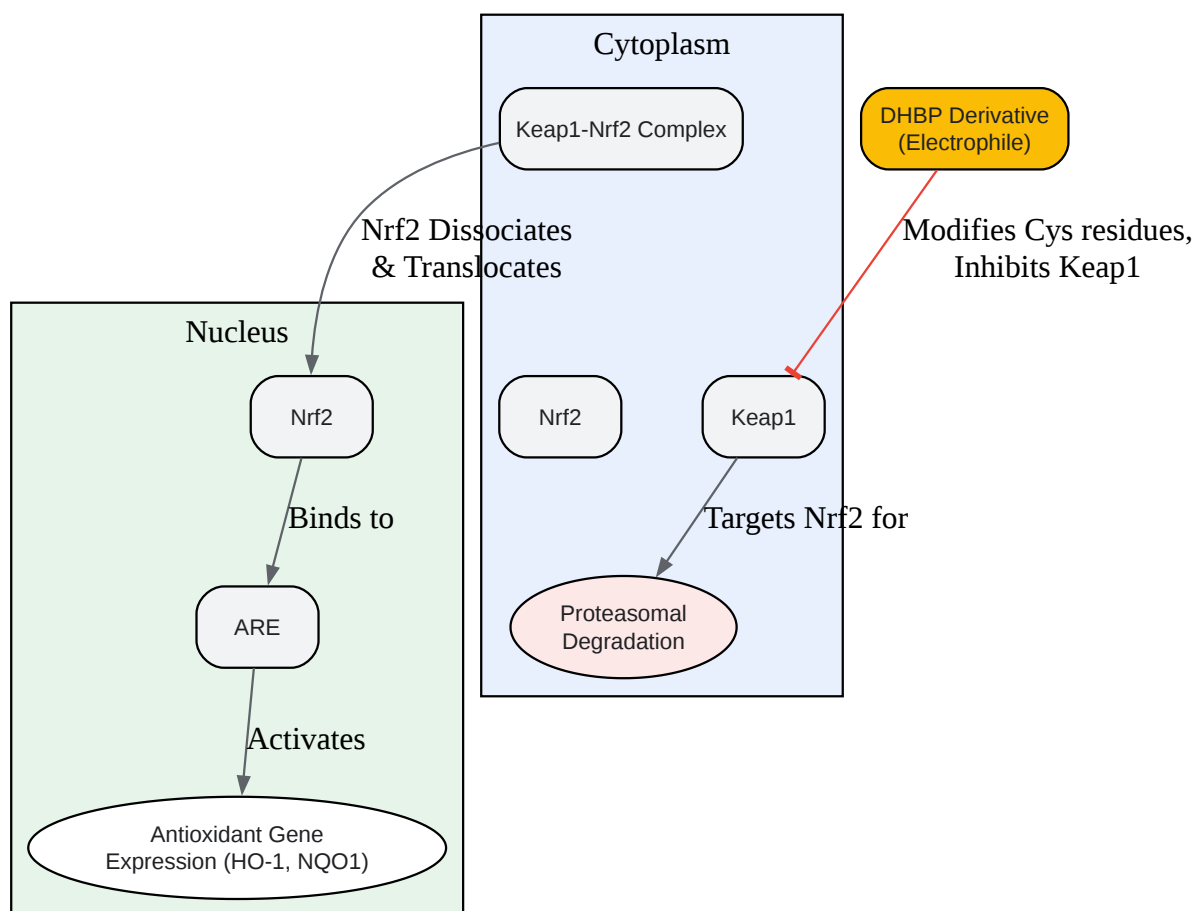 Cytoplasm
Keap1-Nrf2 Complex
DHBP Derivative
(Electrophile)
Nrf2 Dissociates
& Translocates
Modifies Cys residues,
Inhibits Keap1
Nucleus
Nrf2
Nrf2
Keap1
Binds to
Targets Nrf2 for
ARE
Proteasomal
Degradation
Activates
Antioxidant Gene
Expression (HO-1, NQO1)